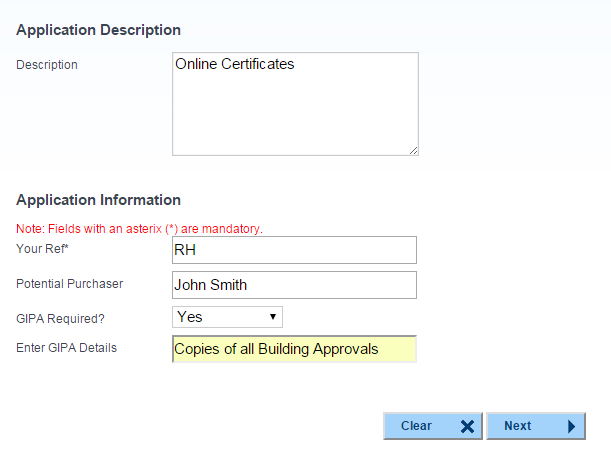 Application Description
Description
Online Certificates
Application Information
Note: Fields with an asterix (*) are mandatory.
Your Ref*
RH
Potential Purchaser
John Smith
GIPA Required?
Yes
Enter GIPA Details
Copies of all Building Approvals
Clear
Next